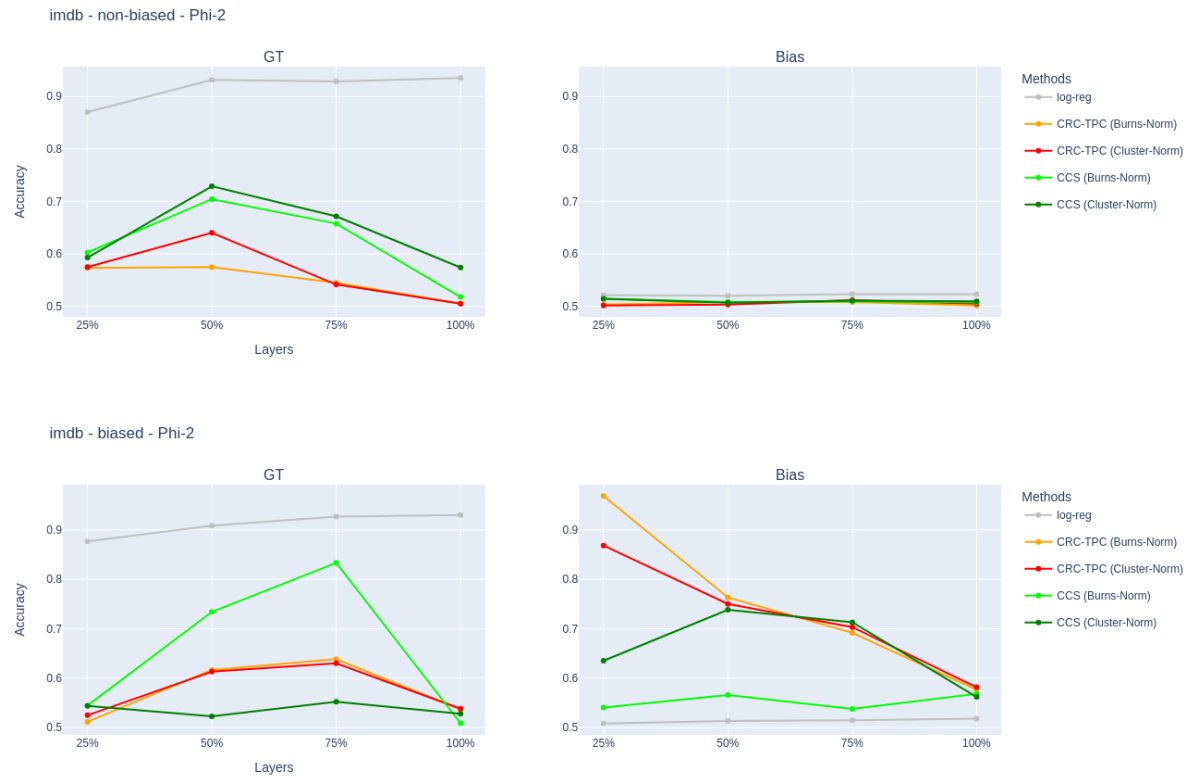 imdb - non-biased - Phi-2
GT
Bias
Accuracy
0.9
0.8
0.7
0.6
0.5
25%
50%
75%
100%
Layers
0.9
0.8
0.7
0.6
0.5
25%
50%
75%
100%
Methods
log-reg
CRC-TPC (Burns-Norm)
CRC-TPC (Cluster-Norm)
CCS (Burns-Norm)
CCS (Cluster-Norm)
imdb - biased - Phi-2
GT
Bias
Accuracy
0.9
0.8
0.7
0.6
0.5
25%
50%
75%
100%
Layers
0.9
0.8
0.7
0.6
0.5
25%
50%
75%
100%
Methods
log-reg
CRC-TPC (Burns-Norm)
CRC-TPC (Cluster-Norm)
CCS (Burns-Norm)
CCS (Cluster-Norm)